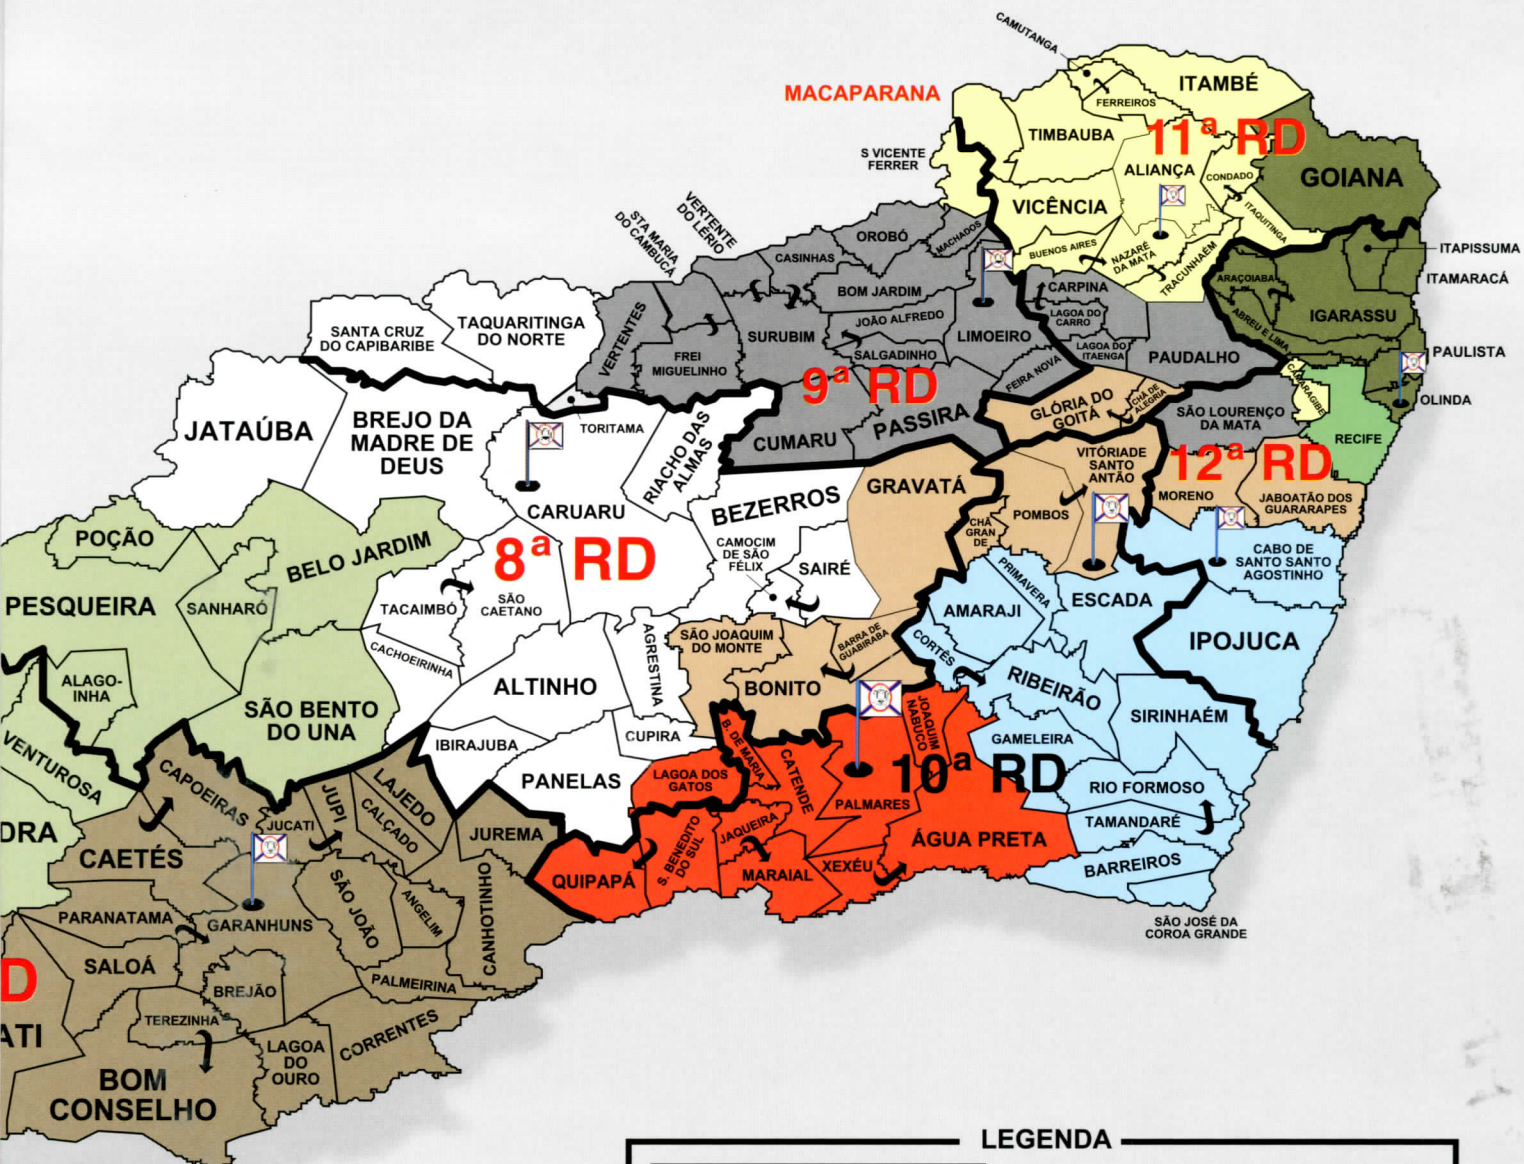 CAMUTANGA
ITAMBÉ
MACAPARANA
FERREIROS
TIMBAUBA
11ª RD
S VICENTE
FERRER
ALIANÇA
CONDADO
GOIANA
VICÊNCIA
ITAQUITINGA
VERTENTE
DO LÉRIO
STA MARIA
DO CAMBUCÁ
OROBÓ
MACHADOS
BUENOS AIRES
NAZARÉ
DA MATA
TRACUNHAÉM
ITAPISSUMA
CASINHAS
ARAÇOIABA
ITAMARACÁ
BOM JARDIM
CARPINA
IGARASSU
ABREU E LIMA
LAGOA DO
CARRO
JOÃO ALFREDO
SANTA CRUZ
DO CAPIBARIBE
TAQUARITINGA
DO NORTE
VERTENTES
SURUBIM
LIMOEIRO
LAGOA DO
ITAENGA
PAUDALHO
PAULISTA
FREI
MIGUELINHO
SALGADINHO
FEIRA NOVA
9ª RD
CAMARAGIBE
OLINDA
JATAÚBA
BREJO DA
MADRE DE
DEUS
TORITAMA
RIACHO DAS
ALMAS
CUMARU
PASSIRA
GLÓRIA DO
GOITÁ
CHÃ DE
ALEGRIA
SÃO LOURENÇO
DA MATA
RECIFE
VITÓRIADE
SANTO
ANTÃO
12ª RD
GRAVATÁ
MORENO
JABOATÃO DOS
GUARARAPES
BEZERROS
CARUARU
CHÃ
GRAN
DE
POMBOS
POÇÃO
BELO JARDIM
8ª RD
CAMOCIM
DE SÃO
FÉLIX
SAIRÉ
CABO DE
SANTO SANTO
AGOSTINHO
PRIMAVERA
PESQUEIRA
SANHARÓ
TACAIMBÓ
SÃO
CAETANO
AMARAJI
ESCADA
CACHOEIRINHA
AGRESTINA
SÃO JOAQUIM
DO MONTE
BARRA DE
GUABIRABA
CORTÊS
IPOJUCA
ALAGO-
INHA
ALTINHO
BONITO
RIBEIRÃO
SÃO BENTO
DO UNA
SIRINHAÉM
JOAQUIM
NABUCO
VENTUROSA
IBIRAJUBA
CUPIRA
B. DE MARIA
GAMELEIRA
CAPOEIRAS
LAJEDO
PANELAS
LAGOA DOS
GATOS
CATENDE
10ª RD
RIO FORMOSO
JUPI
CALÇADO
PALMARES
DRA
JUCATI
JUREMA
S. BENEDITO
DO SUL
JAQUEIRA
TAMANDARÉ
CAETÉS
ÁGUA PRETA
BARREIROS
QUIPAPÁ
MARAIAL
XEXÉU
SÃO JOÃO
ANGELIM
CANHOTINHO
PARANATAMA
GARANHUNS
SÃO JOSÉ DA
COROA GRANDE
D
SALOÁ
BREJÃO
PALMEIRINA
TEREZINHA
ATI
CORRENTES
LAGOA
DO
OURO
BOM
CONSELHO
LEGENDA